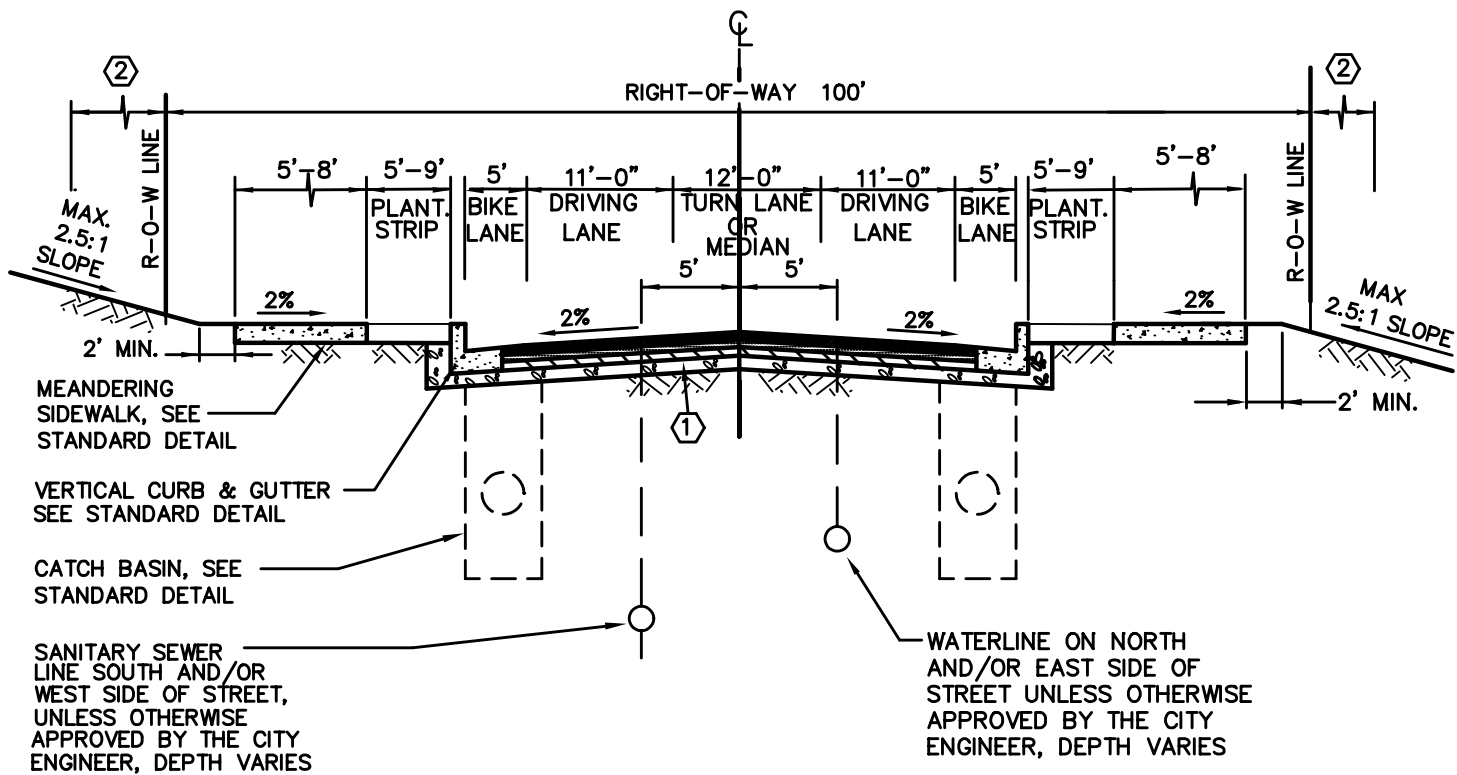 CL
2
2
RIGHT-OF-WAY 100'
R-O-W LINE
R-O-W LINE
5'-8'
5'-9'
5'
11'-0"
12'-0"
11'-0"
5'
5'-9'
5'-8'
PLANT.
STRIP
BIKE
LANE
DRIVING
LANE
TURN LANE
OR
MEDIAN
DRIVING
LANE
BIKE
LANE
PLANT.
STRIP
MAX.
2.5:1
SLOPE
5'
5'
MAX
2.5:1 SLOPE
2%
2%
2%
2%
2' MIN.
2' MIN.
1
MEANDERING
SIDEWALK, SEE
STANDARD DETAIL
VERTICAL CURB & GUTTER
SEE STANDARD DETAIL
CATCH BASIN, SEE
STANDARD DETAIL
SANITARY SEWER
LINE SOUTH AND/OR
WEST SIDE OF STREET,
UNLESS OTHERWISE
APPROVED BY THE CITY
ENGINEER, DEPTH VARIES
WATERLINE ON NORTH
AND/OR EAST SIDE OF
STREET UNLESS OTHERWISE
APPROVED BY THE CITY
ENGINEER, DEPTH VARIES